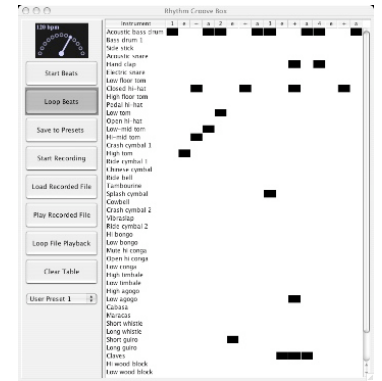 Rhythm Groove Box
120 bpm
Start Beats
Loop Beats
Save to Presets
Start Recording
Load Recorded File
Play Recorded File
Loop File Playback
Clear Table
User Preset 1
Instrument 1 e - a 2 e - a 3 e - a 4 e - a
Acoustic bass drum
Bass drum 1
Side stick
Acoustic snare
Hand clap
Electric snare
Low floor tom
Closed hi-hat
High floor tom
Pedal hi-hat
Low tom
Open hi-hat
Low-mid tom
Hi-mid tom
Crash cymbal 1
High tom
Ride cymbal 1
Chinese cymbal
Ride bell
Tambourine
Splash cymbal
Cowbell
Crash cymbal 2
Vibraslap
Ride cymbal 2
Hi bongo
Low bongo
Mute hi conga
Open hi conga
Low conga
High timbale
Low timbale
High agogo
Low agogo
Cabasa
Maracas
Short whistle
Long whistle
Short guiro
Long guiro
Claves
Hi wood block
Low wood block